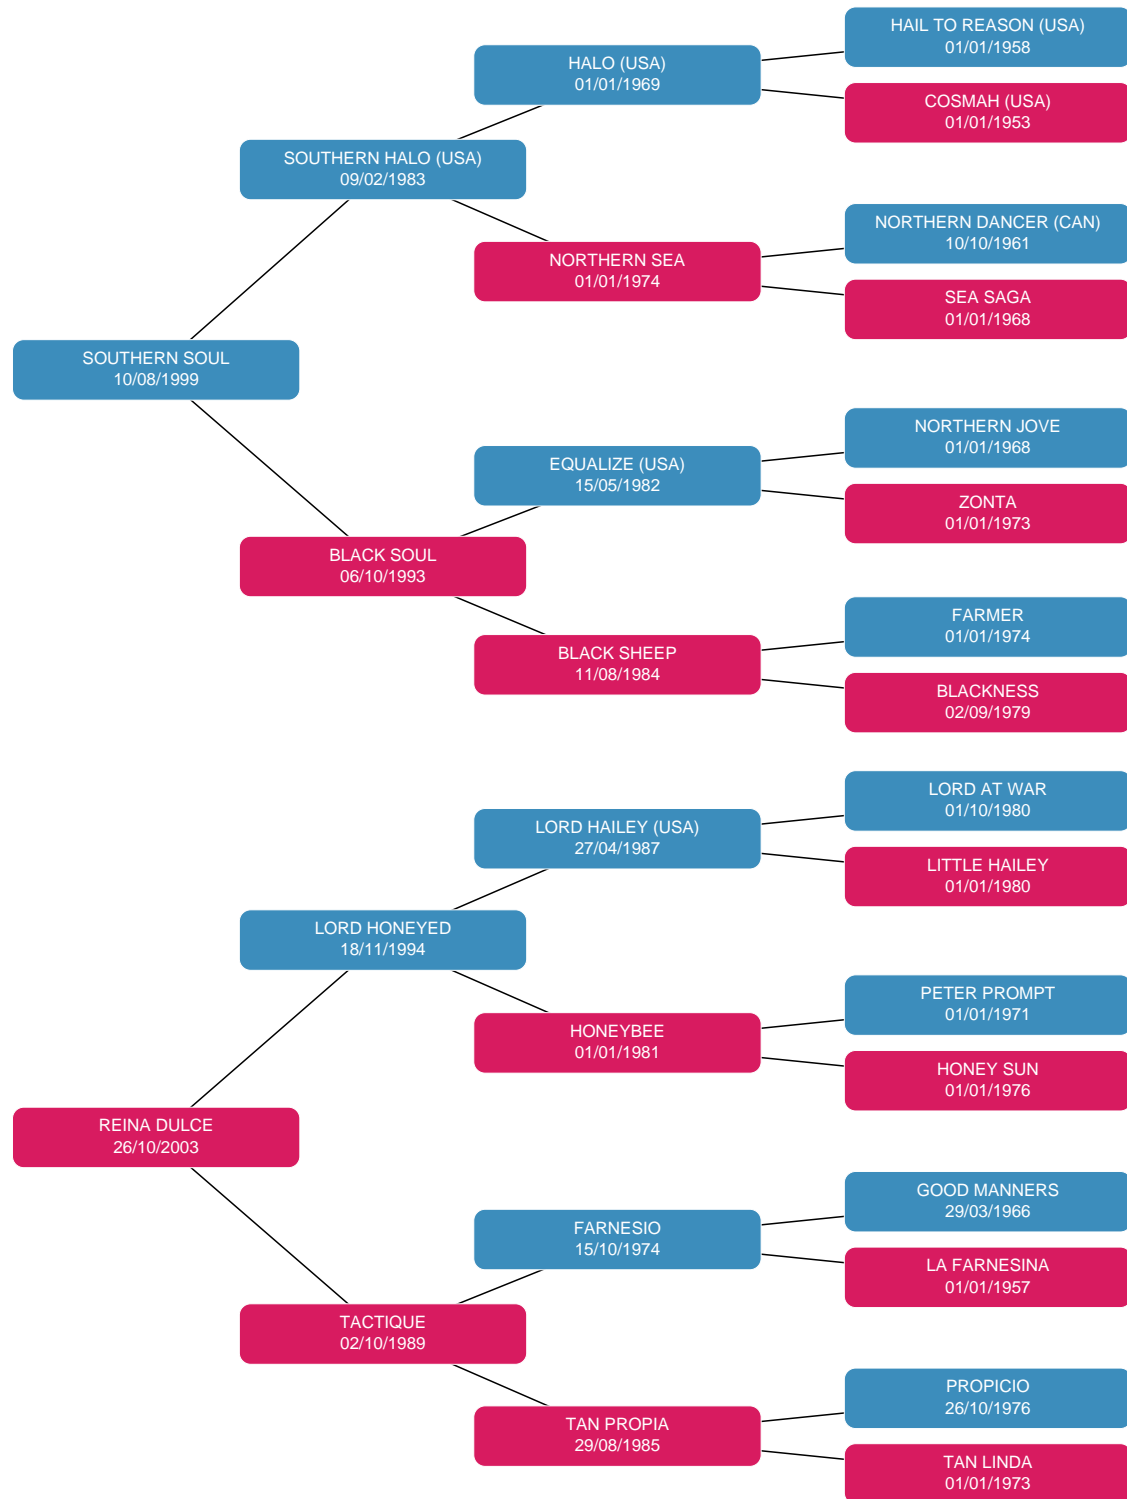 HAIL TO REASON (USA)
01/01/1958
HALO (USA)
01/01/1969
COSMAH (USA)
01/01/1953
SOUTHERN HALO (USA)
09/02/1983
NORTHERN DANCER (CAN)
10/10/1961
NORTHERN SEA
01/01/1974
SEA SAGA
01/01/1968
SOUTHERN SOUL
10/08/1999
NORTHERN JOVE
01/01/1968
EQUALIZE (USA)
15/05/1982
ZONTA
01/01/1973
BLACK SOUL
06/10/1993
FARMER
01/01/1974
BLACK SHEEP
11/08/1984
BLACKNESS
02/09/1979
LORD AT WAR
01/10/1980
LORD HAILEY (USA)
27/04/1987
LITTLE HAILEY
01/01/1980
LORD HONEYED
18/11/1994
PETER PROMPT
01/01/1971
HONEYBEE
01/01/1981
HONEY SUN
01/01/1976
REINA DULCE
26/10/2003
GOOD MANNERS
29/03/1966
FARNESIO
15/10/1974
LA FARNESINA
01/01/1957
TACTIQUE
02/10/1989
PROPICIO
26/10/1976
TAN PROPIA
29/08/1985
TAN LINDA
01/01/1973